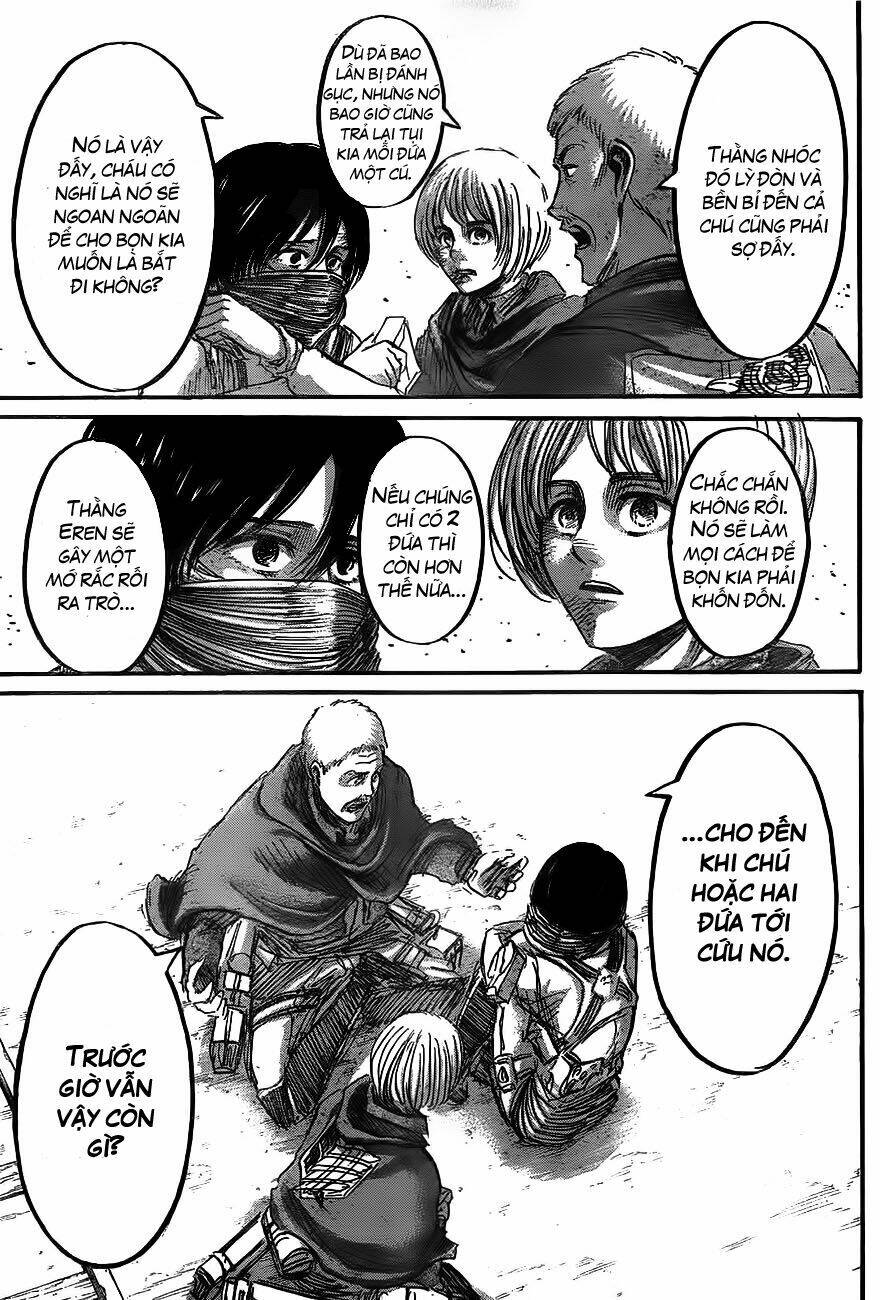 THẰNG NHÓC
ĐÓ LỲ ĐÒN VÀ
BỀN BỈ ĐẾN CẢ
CHÚ CŨNG PHẢI
SỢ ĐẤY.
DÙ ĐÃ BAO
LẦN BỊ ĐÁNH
GỤC, NHƯNG NÓ
BAO GIỜ CŨNG
TRẢ LẠI TỤI
KIA MỖI ĐỨA
MỘT CÚ.
NÓ LÀ VẬY
ĐẤY, CHÁU CÓ
NGHĨ LÀ NÓ SẼ
NGOAN NGOÃN
ĐỂ CHO BỌN KIA
MUỐN LÀ BẮT
ĐI KHÔNG?
CHẮC CHẮN
KHÔNG RỒI.
NÓ SẼ LÀM
MỌI CÁCH ĐỂ
BỌN KIA PHẢI
KHỐN ĐỐN.
NẾU CHÚNG
CHỈ CÓ 2
ĐỨA THÌ
CÒN HƠN
THẾ NỮA...
THẰNG
EREN SẼ
GÂY MỘT
MỚ RẮC RỐI
RA TRÒ...
...CHO ĐẾN
KHI CHÚ
HOẶC HAI
ĐỨA TỚI
CỨU NÓ.
TRƯỚC
GIỜ VẪN
VẬY CÒN
GÌ?